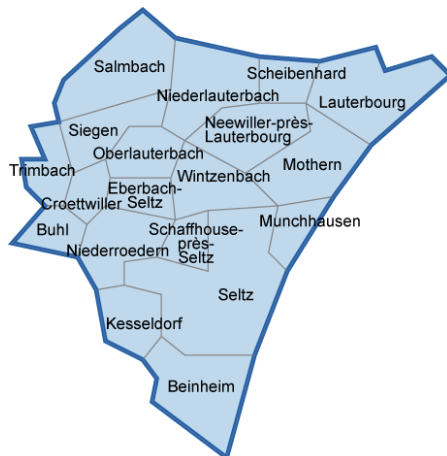 Salmbach
Scheibenhard
Niederlauterbach
Lauterbourg
Siegen
Neewiller-près-
Lauterbourg
Oberlauterbach
Mothern
Trimbach
Wintzenbach
Eberbach-
Seltz
Croettwiller
Munchhausen
Buhl
Schaffhouse-
près-
Seltz
Niederroedern
Seltz
Kesseldorf
Beinheim